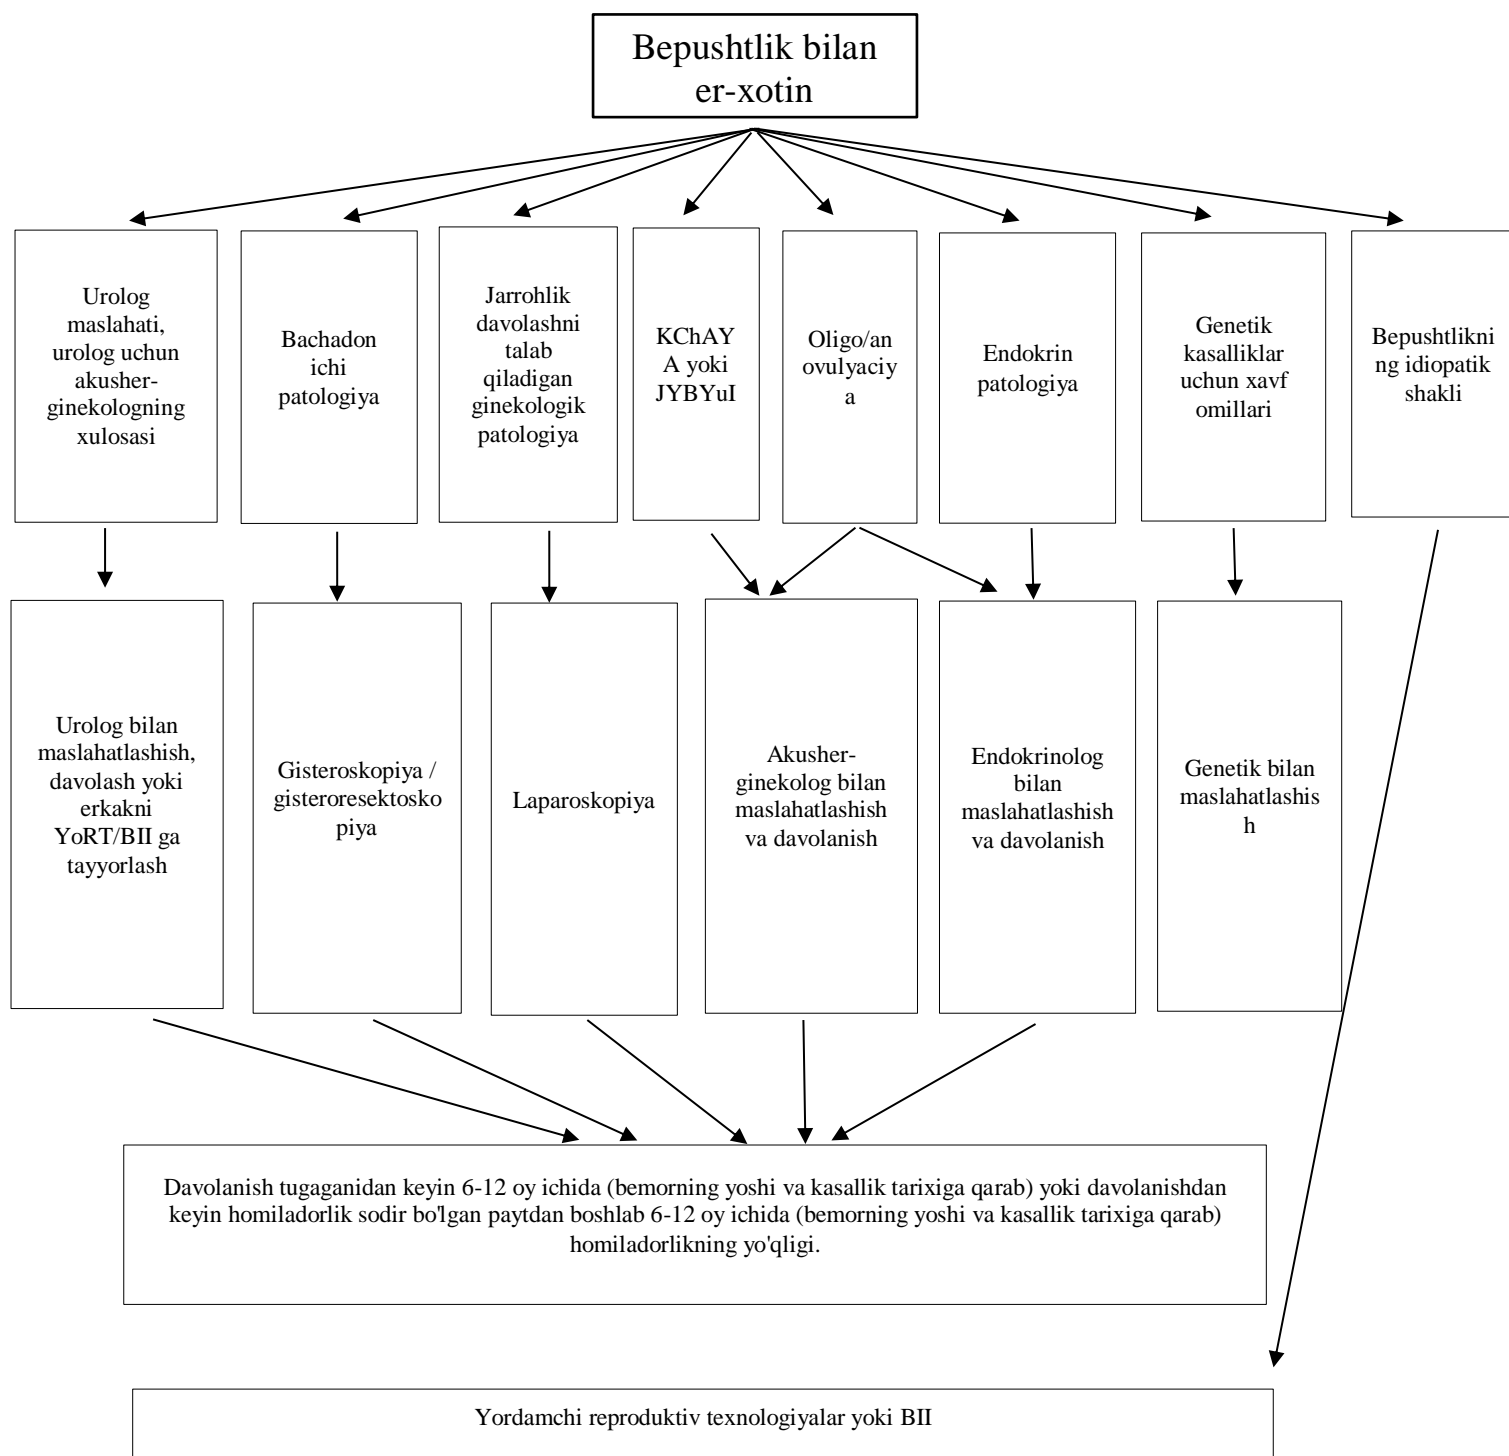 Bepushtlik bilan
er-xotin
Urolog
maslahati,
urolog uchun
akusher-
ginekologning
xulosasi
Bachadon
ichi
patologiya
Jarrohlik
davolashni
talab
qiladigan
ginekologik
patologiya
KChAY
A yoki
JYBYuI
Oligo/an
ovulyaciy
a
Endokrin
patologiya
Genetik
kasalliklar
uchun xavf
omillari
Bepushtlikni
ng idiopatik
shakli
Urolog bilan
maslahatlashish,
davolash yoki
erkakni
YoRT/BII ga
tayyorlash
Gisteroskopiya /
gisteroresektosko
piya
Laparoskopiya
Akusher-
ginekolog bilan
maslahatlashish
va davolanish
Endokrinolog
bilan
maslahatlashish
va davolanish
Genetik bilan
maslahatlashis
h
Davolanish tugaganidan keyin 6-12 oy ichida (bemorning yoshi va kasallik tarixiga qarab) yoki davolanishdan
keyin homiladorlik sodir bo'lgan paytdan boshlab 6-12 oy ichida (bemorning yoshi va kasallik tarixiga qarab)
homiladorlikning yo'qligi.
Yordamchi reproduktiv texnologiyalar yoki BII